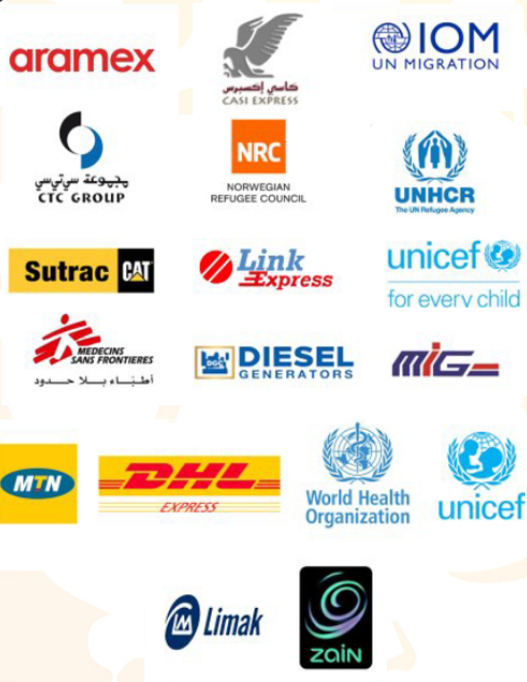 aramex
كاسي إكسبرس
CASI EXPRESS
IOM
UN MIGRATION
مجموعة سي تي سي
CTC GROUP
NRC
NORWEGIAN
REFUGEE COUNCIL
UNHCR
The UN Refugee Agency
Sutrac CAT
Link
Express
unicef
for every child
MEDECINS
SANS FRONTIERES
أطباء بلا حدود
DIESEL
GENERATORS
MIG
MTN
DHL
EXPRESS
World Health
Organization
unicef
LM Limak
zain